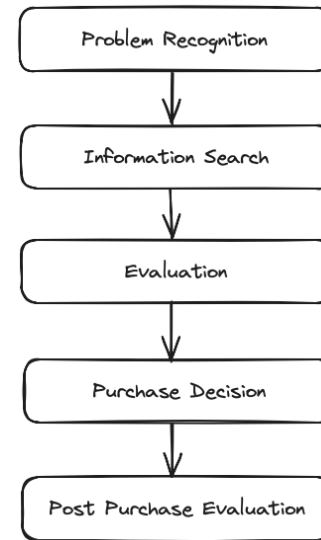 Problem Recognition
Information Search
Evaluation
Purchase Decision
Post Purchase Evaluation